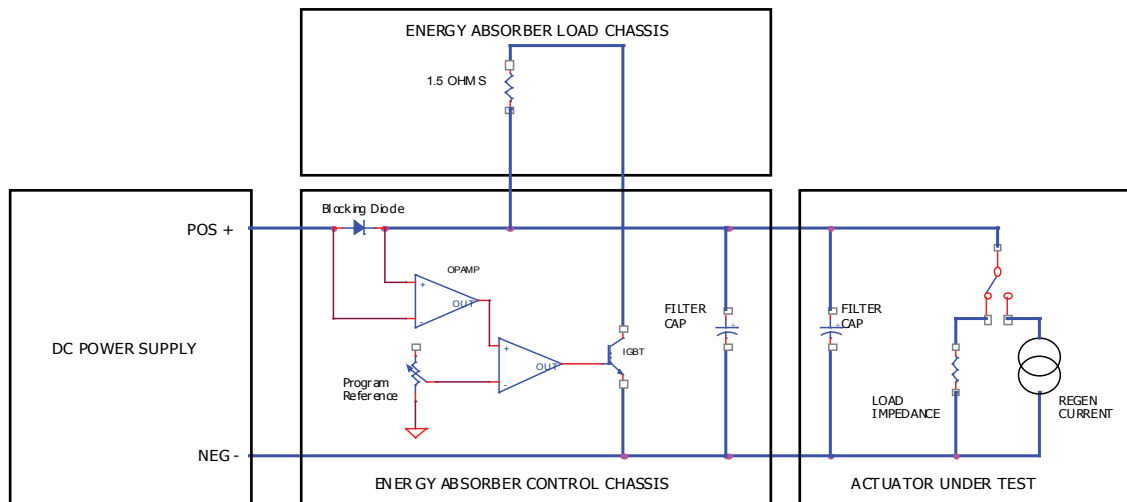 ENERGY ABSORBER LOAD CHASSIS
1.5 OHMS
Blocking Diode
POS +
OPAMP
+
-
OUT
FILTER
CAP
+
FILTER
CAP
+
DC POWER SUPPLY
+
-
OUT
IGBT
Program
Reference
LOAD
IMPEDANCE
REGEN
CURRENT
NEG -
ENERGY ABSORBER CONTROL CHASSIS
ACTUATOR UNDER TEST